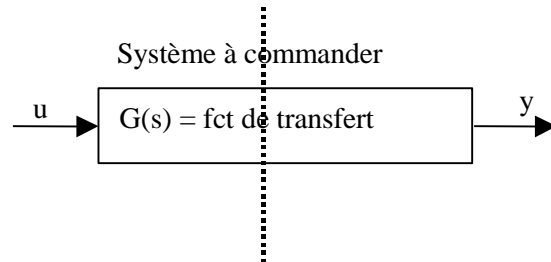 Système à commander
u
G(s) = fct de transfert
y